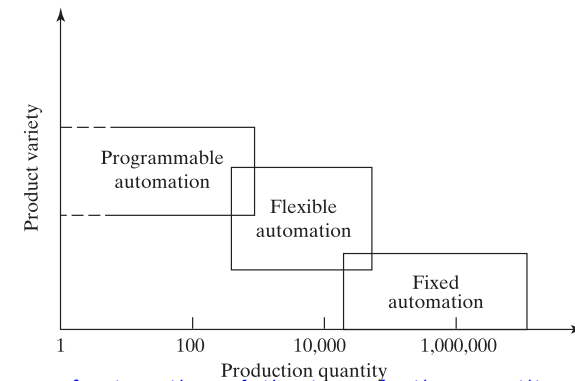 Product variety
Programmable
automation
Flexible
automation
Fixed
automation
1
100
10,000
1,000,000
Production quantity